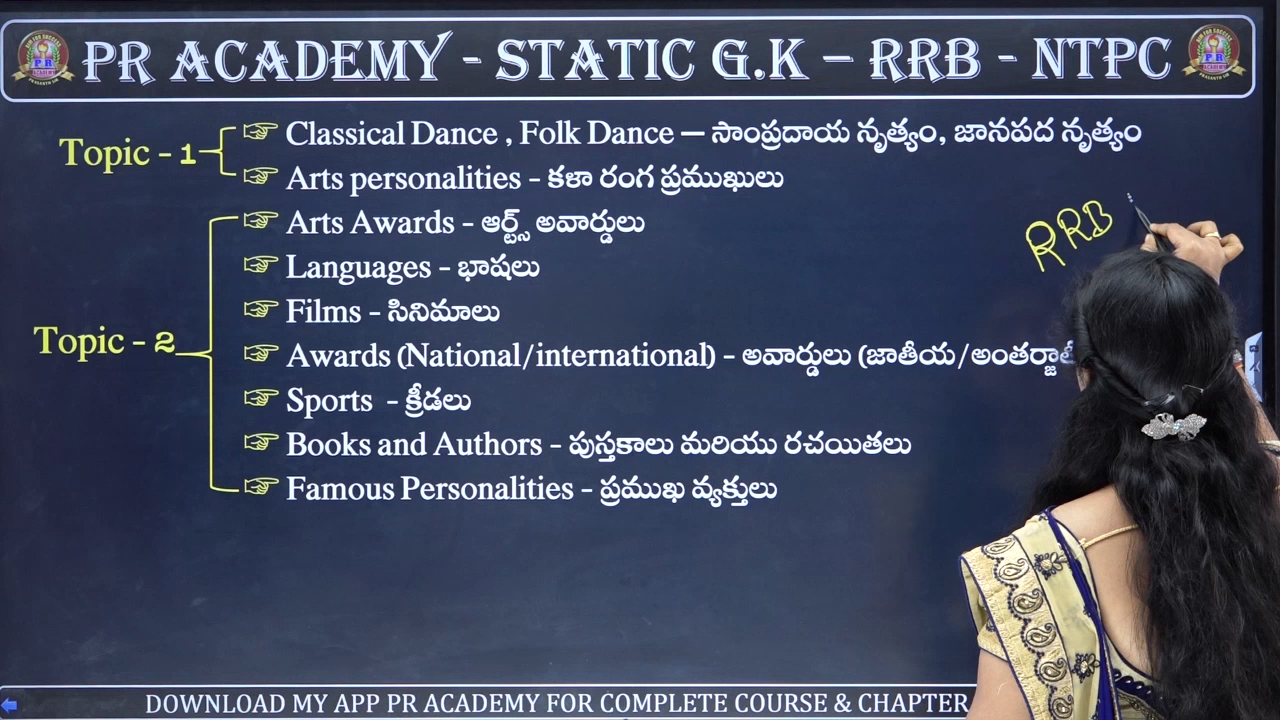 PR ACADEMY - STATIC G.K – RRB - NTPC
Topic - 1
☞ Classical Dance , Folk Dance — సాంప్రదాయ నృత్యం, జానపద నృత్యం
☞ Arts personalities - కళా రంగ ప్రముఖులు
Topic - 2
☞ Arts Awards - ఆర్ట్స్ అవార్డులు
☞ Languages - భాషలు
☞ Films - సినిమాలు
☞ Awards (National/international) - అవార్డులు (జాతీయ/
☞ Sports - క్రీడలు
☞ Books and Authors - పుస్తకాలు మరియు రచయితలు
☞ Famous Personalities - ప్రముఖ వ్యక్తులు
RRB
DOWNLOAD MY APP PR ACADEMY FOR COMPLETE COURSE & CHAPTER